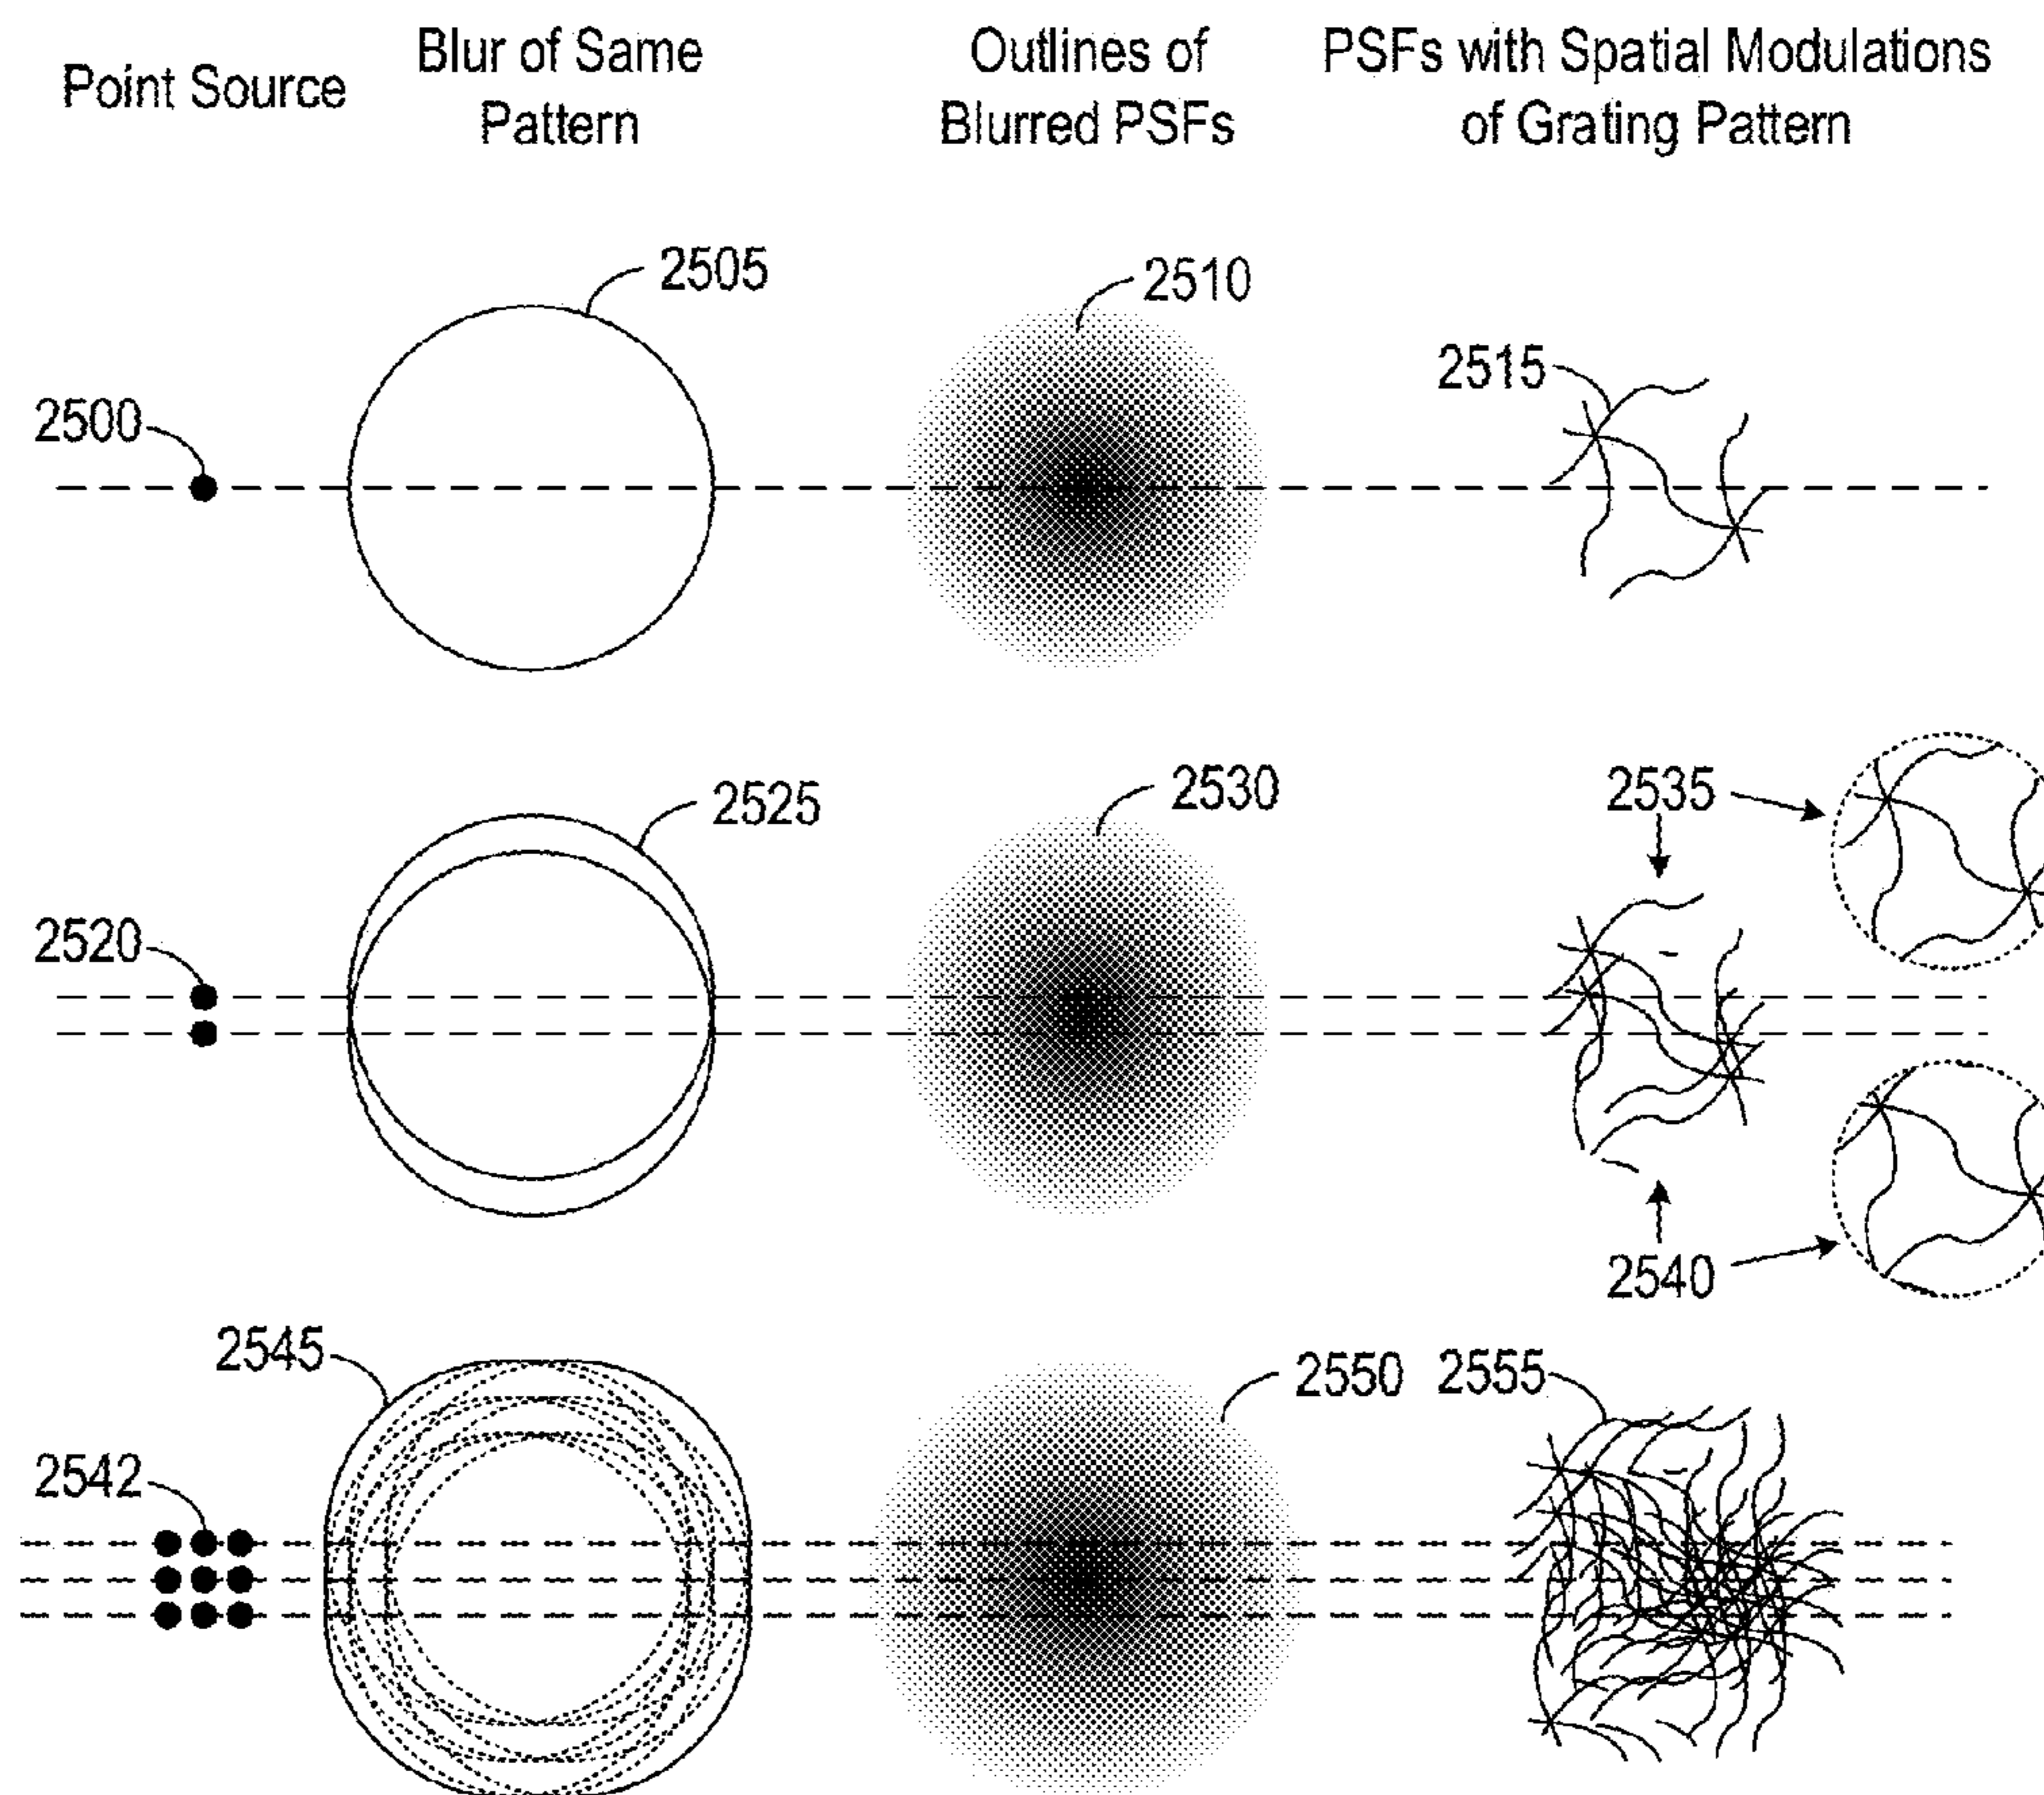 Point Source
Blur of Same
Pattern
Outlines of
Blurred PSFs
PSFs with Spatial Modulations
of Grating Pattern
2505
2510
2515
2500
2525
2530
2535
2520
2540
2545
2550
2555
2542